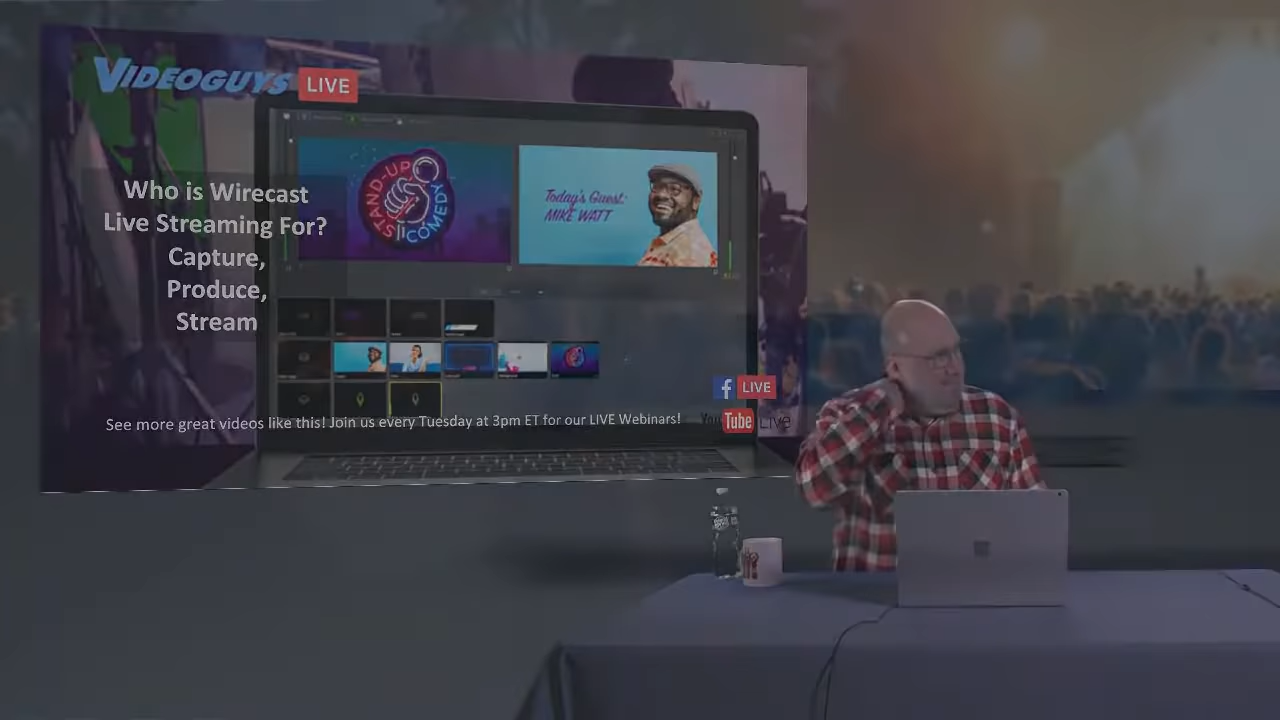 VIDEOGUYS LIVE
Who is Wirecast
Live Streaming For?
Capture,
Produce,
Stream
STAND-UP
COMEDY
Today's Guest:
MIKE WATT
f LIVE
See more great videos like this! Join us every Tuesday at 3pm ET for our LIVE Webinars!
YouTube Live